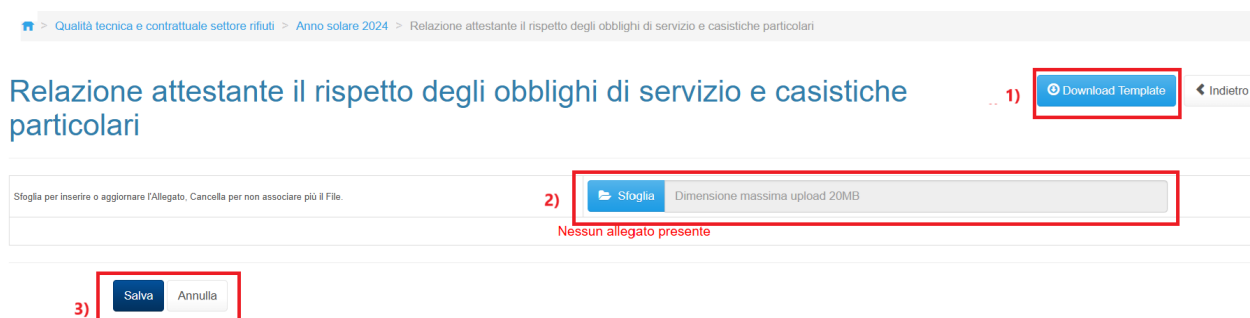 > Qualità tecnica e contrattuale settore rifiuti > Anno solare 2024 > Relazione attestante il rispetto degli obblighi di servizio e casistiche particolari
Relazione attestante il rispetto degli obblighi di servizio e casistiche
particolari
.. 1) Download Template Indietro
Sfoglia per inserire o aggiornare l'Allegato, Cancella per non associare più il File. 2) Sfoglia Dimensione massima upload 20MB
Nessun allegato presente
3) Salva Annulla